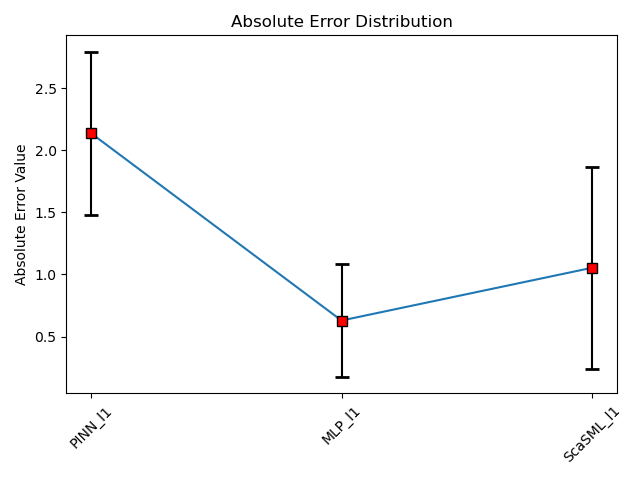 Absolute Error Distribution
Absolute Error Value
2.5
2.0
1.5
1.0
0.5
PINN_l1
MLP_l1
ScaSML_l1